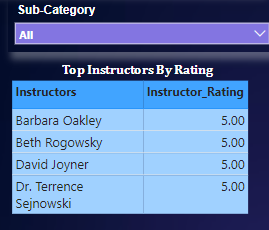 Sub-Category
All
Top Instructors By Rating
Instructors Instructor_Rating
Barbara Oakley 5.00
Beth Rogowsky 5.00
David Joyner 5.00
Dr. Terrence 5.00
Sejnowski